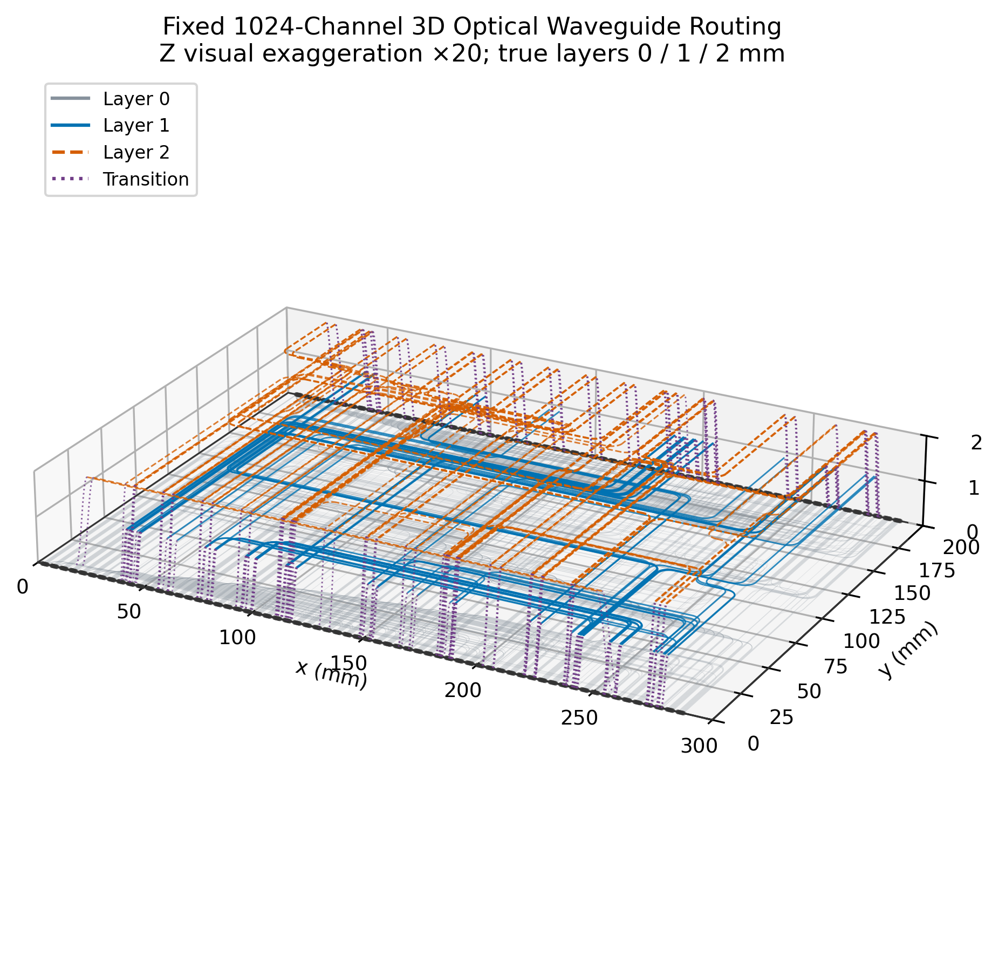 Fixed 1024-Channel 3D Optical Waveguide Routing
Z visual exaggeration ×20; true layers 0 / 1 / 2 mm
Layer 0
Layer 1
Layer 2
Transition
2
1
0
200
175
150
125
100
75
50
25
0
y (mm)
0
50
100
150
200
250
300
x (mm)